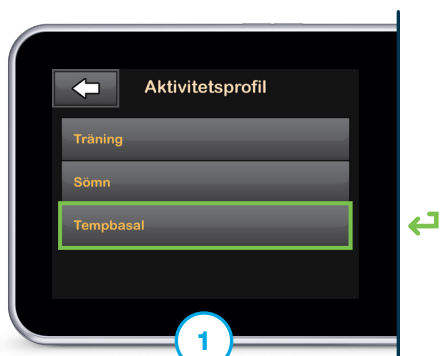 Aktivitetsprofil
Träning
Sömn
Tempbasal
1